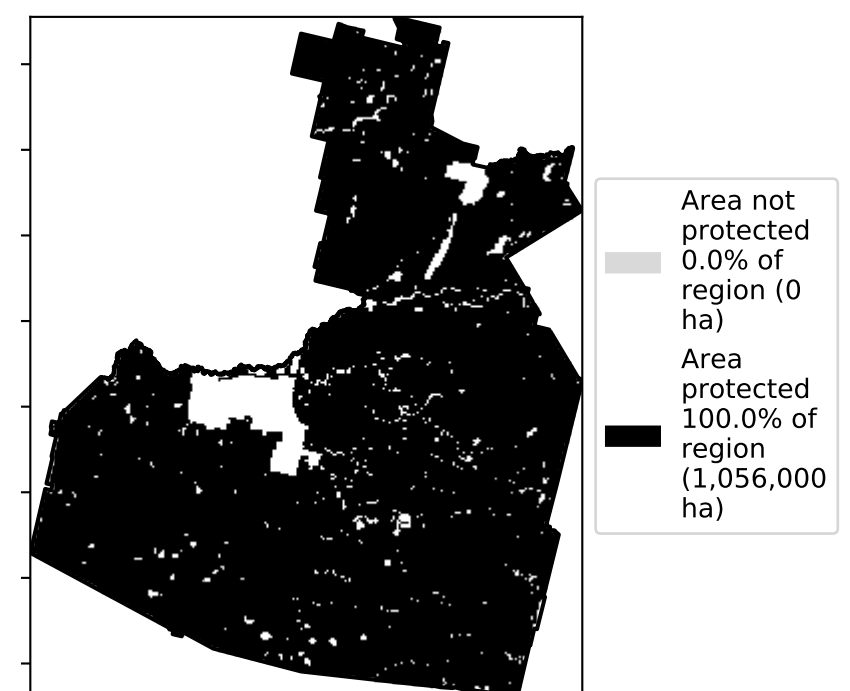 Area not
protected
0.0% of
region (0
ha)
Area
protected
100.0% of
region
(1,056,000
ha)